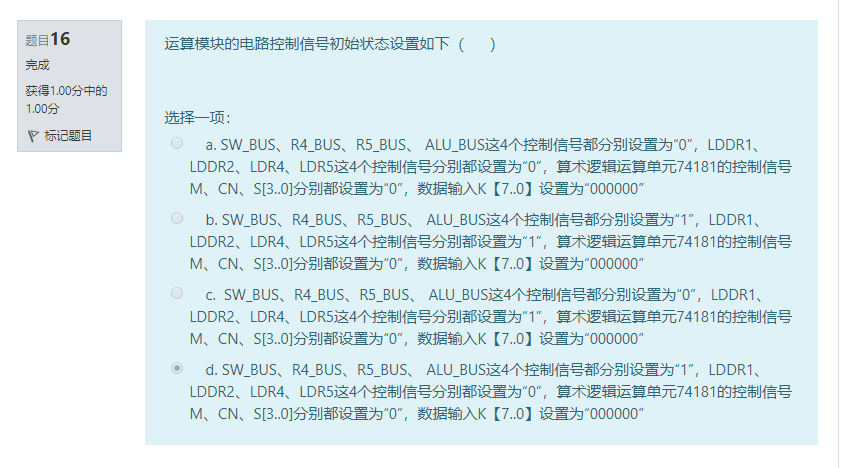 题目16
完成
获得1.00分中的
1.00分
标记题目
运算模块的电路控制信号初始状态设置如下（ ）
选择一项：
a. SW_BUS、R4_BUS、R5_BUS、 ALU_BUS这4个控制信号都分别设置为“0”，LDDR1、
LDDR2、LDR4、LDR5这4个控制信号分别都设置为“0”，算术逻辑运算单元74181的控制信号
M、CN、S[3..0]分别都设置为“0”，数据输入K【7..0】设置为“000000”
b. SW_BUS、R4_BUS、R5_BUS、 ALU_BUS这4个控制信号都分别设置为“1”，LDDR1、
LDDR2、LDR4、LDR5这4个控制信号分别都设置为“1”，算术逻辑运算单元74181的控制信号
M、CN、S[3..0]分别都设置为“0”，数据输入K【7..0】设置为“000000”
c. SW_BUS、R4_BUS、R5_BUS、 ALU_BUS这4个控制信号都分别设置为“0”，LDDR1、
LDDR2、LDR4、LDR5这4个控制信号分别都设置为“1”，算术逻辑运算单元74181的控制信号
M、CN、S[3..0]分别都设置为“0”，数据输入K【7..0】设置为“000000”
d. SW_BUS、R4_BUS、R5_BUS、 ALU_BUS这4个控制信号都分别设置为“1”，LDDR1、
LDDR2、LDR4、LDR5这4个控制信号分别都设置为“0”，算术逻辑运算单元74181的控制信号
M、CN、S[3..0]分别都设置为“0”，数据输入K【7..0】设置为“000000”